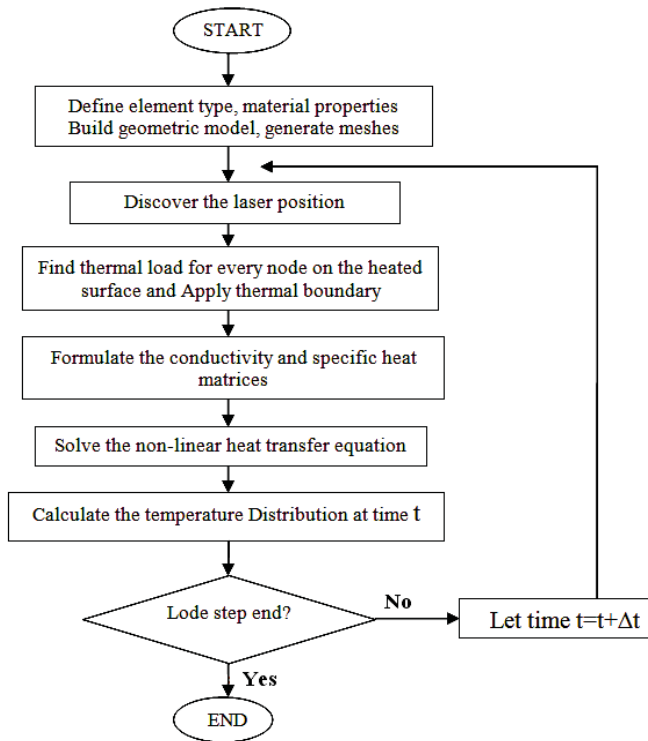 START
Define element type, material properties
Build geometric model, generate meshes
Discover the laser position
Find thermal load for every node on the heated
surface and Apply thermal boundary
Formulate the conductivity and specific heat
matrices
Solve the non-linear heat transfer equation
Calculate the temperature Distribution at time t
Lode step end?
No
Let time t=t+Δt
Yes
END